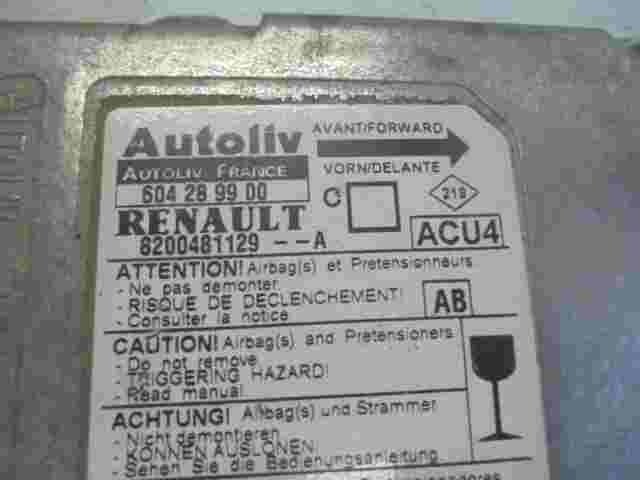 Autoliv
AVANT/FORWARD
AUTOLIV FRANCE
VORN/DELANTE
604 28 99 00
C
218
RENAULT
8200481129 --A
ACU4
ATTENTION! Airbag(s) et Pretensionneurs
- Ne pas demonter
- RISQUE DE DECLENCHEMENT!
- Consulter la notice
AB
CAUTION! Airbag(s) and Pretensioners
- Do not remove
- TRIGGERING HAZARD!
- Read manual
ACHTUNG! Airbag(s) und Strammer
- Nicht demontieren
- KONNEN AUSLONEN
- Sehen Sie die Bedienungsanleitung